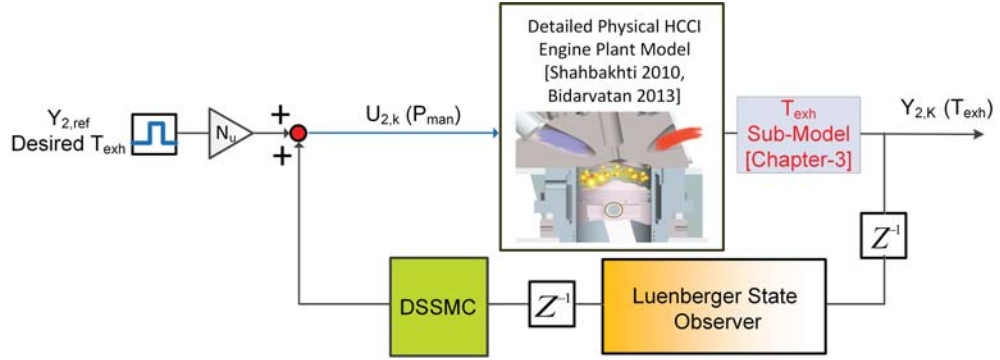 Y2,ref
Desired Texh
Nu
+
+
U2,k (Pman)
Detailed Physical HCCI
Engine Plant Model
[Shahbakhti 2010,
Bidarvatan 2013]
Texh
Sub-Model
[Chapter-3]
Y2,K (Texh)
Z-1
DSSMC
Z-1
Luenberger State
Observer